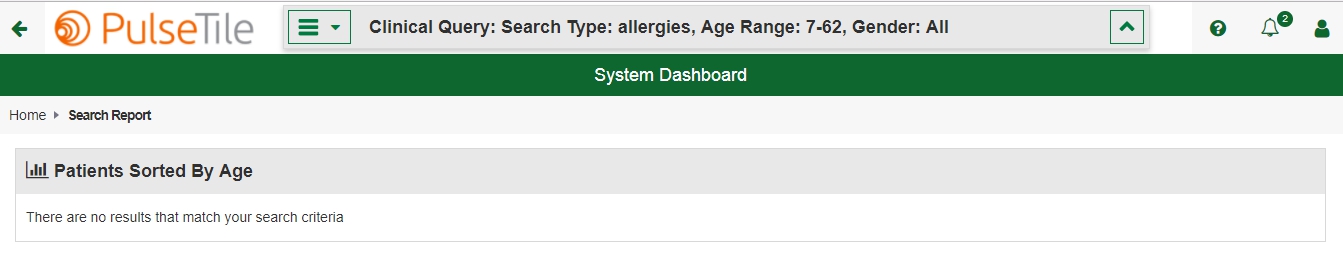 PulseTile
Clinical Query: Search Type: allergies, Age Range: 7-62, Gender: All
2
System Dashboard
Home Search Report
Patients Sorted By Age
There are no results that match your search criteria